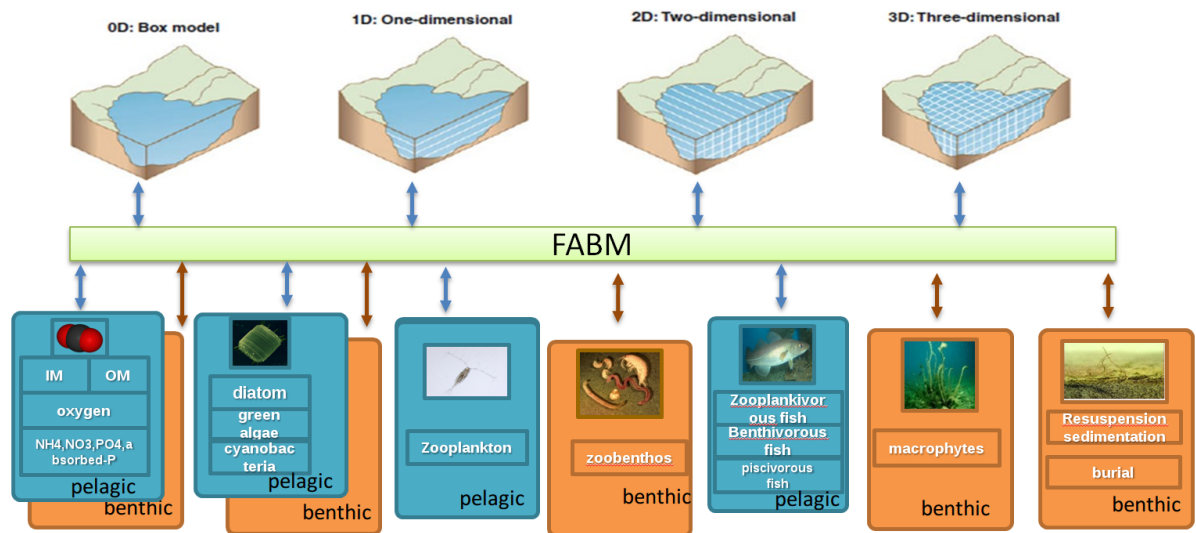 0D: Box model
1D: One-dimensional
2D: Two-dimensional
3D: Three-dimensional
FABM
IM
OM
oxygen
NH4,NO3,PO4,a
bsorbed-P
pelagic
benthic
diatom
green
algae
cyanobac
teria
pelagic
benthic
Zooplankton
pelagic
zoobenthos
benthic
Zooplankivor
ous fish
Benthivorous
fish
piscivorous
fish
pelagic
macrophytes
benthic
Resuspension
sedimentation
burial
benthic